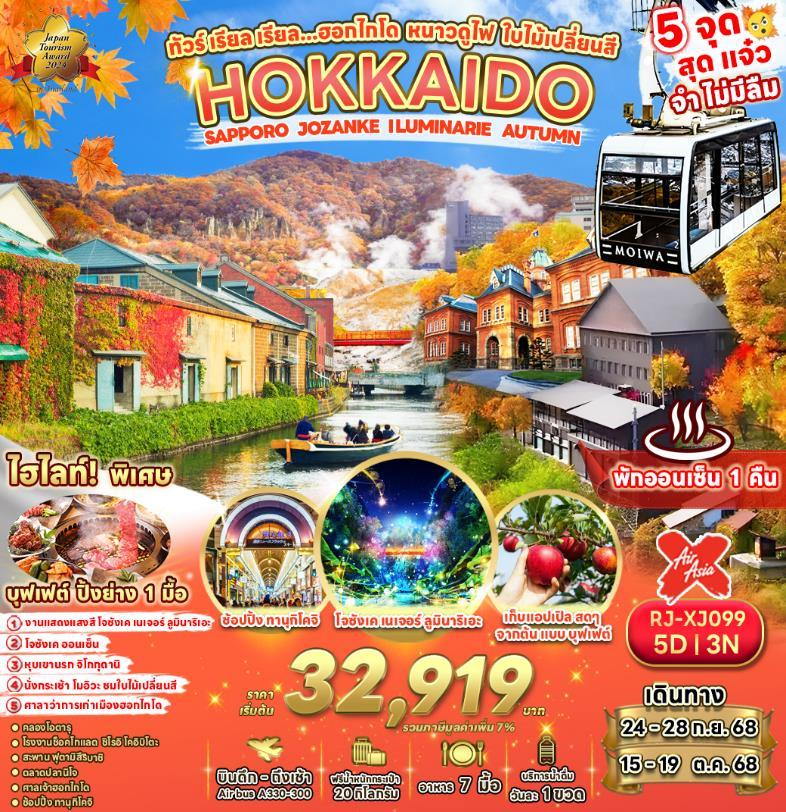 Japan
Tourism
Award
2024
in Thailand
ทัวร์ เรียล เรียล...ฮอกไกโด หนาวดูไฟ ใบไม้เปลี่ยนสี
HOKKAIDO
SAPPORO JOZANKE ILUMINARIE AUTUMN
5 จุด
สุด แจ๋ว
จำ ไม่มีลืม
1
MOIWA
ไฮไลท์! พิเศษ
บุฟเฟ่ต์ ปิ้งย่าง 1 มื้อ
พักออนเซ็น 1 คืน
1 งานแสดงแสงสี โจซังเค เนเจอร์ ลูมินาริเอะ
2 โจซังเค ออนเซ็น
3 หุบเขานรก จิโกกุดานิ
4 นั่งกระเช้า โมอิวะ ชมใบไม้เปลี่ยนสี
5 ศาลาว่าการเก่าเมืองฮอกไกโด
ช้อปปิ้ง ทานุกิโคจิ
โจซังเค เนเจอร์ ลูมินาริเอะ
เก็บแอปเปิล สดๆ
จากต้น แบบ บุฟเฟ่ต์
Air
Asia
RJ-XJ099
5D | 3N
ราคา
เริ่มต้น
32,919
บาท
รวมภาษีมูลค่าเพิ่ม 7%
เดินทาง
24 - 28 ก.ย. 68
15 - 19 ต.ค. 68
คลองโอตารุ
โรงงานช็อคโกแลต ชิโรอิ โคอิบิโตะ
สะพาน ฟุตามิสึริบาชิ
ตลาดปลานิโจ
ศาลเจ้าฮอกไกโด
ช้อปปิ้ง ทานุกิโคจิ
บินดึก - ถึงเช้า
Airbus A330-300
ฟรีน้ำหนักกระเป๋า
20 กิโลกรัม
อาหาร 7 มื้อ
บริการน้ำดื่ม
วันละ 1 ขวด